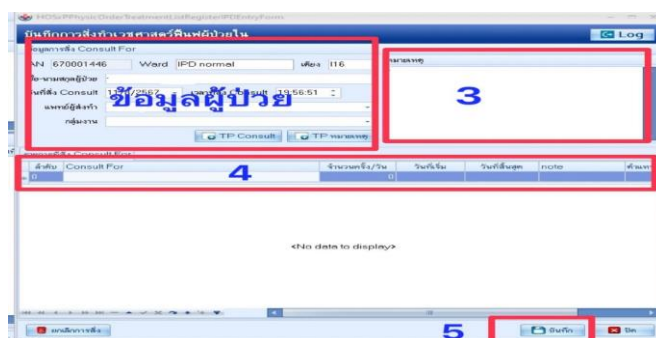 HOSxPPhysicOrderTreatmentListRegisterIPDEntryForm
บันทึกการสั่งทำเวชศาสตร์ฟื้นฟูผู้ป่วยใน
Log
ข้อมูลการสั่ง Consult For
AN 670001446 Ward IPD normal เตียง I16
หมายเหตุ
ชื่อ-นามสกุลผู้ป่วย
วันที่สั่ง Consult
Consult 19:56:51
ข้อมูลผู้ป่วย
3
แพทย์ผู้สั่งทำ
กลุ่มงาน
TP Consult TP หมายเหตุ
Consult For
ลำดับ Consult For จำนวนครั้ง/วัน วันที่เริ่ม วันที่สิ้นสุด note
0 0
4
<No data to display>
ยกเลิกการสั่ง
5
บันทึก ปิด